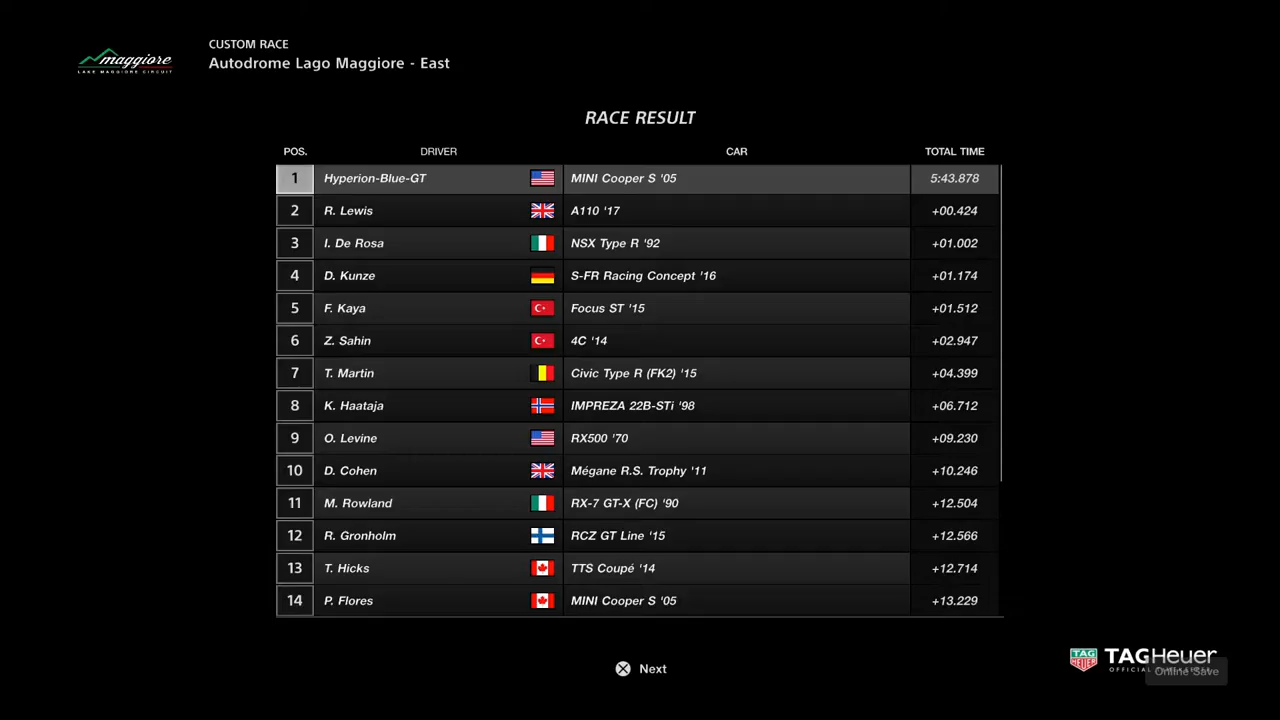 maggiore
LAKE MAGGIORE CIRCUIT
CUSTOM RACE
Autodrome Lago Maggiore - East
RACE RESULT
POS. DRIVER CAR TOTAL TIME
1 Hyperion-Blue-GT MINI Cooper S '05 5:43.878
2 R. Lewis A110 '17 +00.424
3 I. De Rosa NSX Type R '92 +01.002
4 D. Kunze S-FR Racing Concept '16 +01.174
5 F. Kaya Focus ST '15 +01.512
6 Z. Sahin 4C '14 +02.947
7 T. Martin Civic Type R (FK2) '15 +04.399
8 K. Haataja IMPREZA 22B-STi '98 +06.712
9 O. Levine RX500 '70 +09.230
10 D. Cohen Mégane R.S. Trophy '11 +10.246
11 M. Rowland RX-7 GT-X (FC) '90 +12.504
12 R. Gronholm RCZ GT Line '15 +12.566
13 T. Hicks TTS Coupé '14 +12.714
14 P. Flores MINI Cooper S '05 +13.229
Next
TAG HEUER
TAGHeuer
OFFICIAL
Online Save